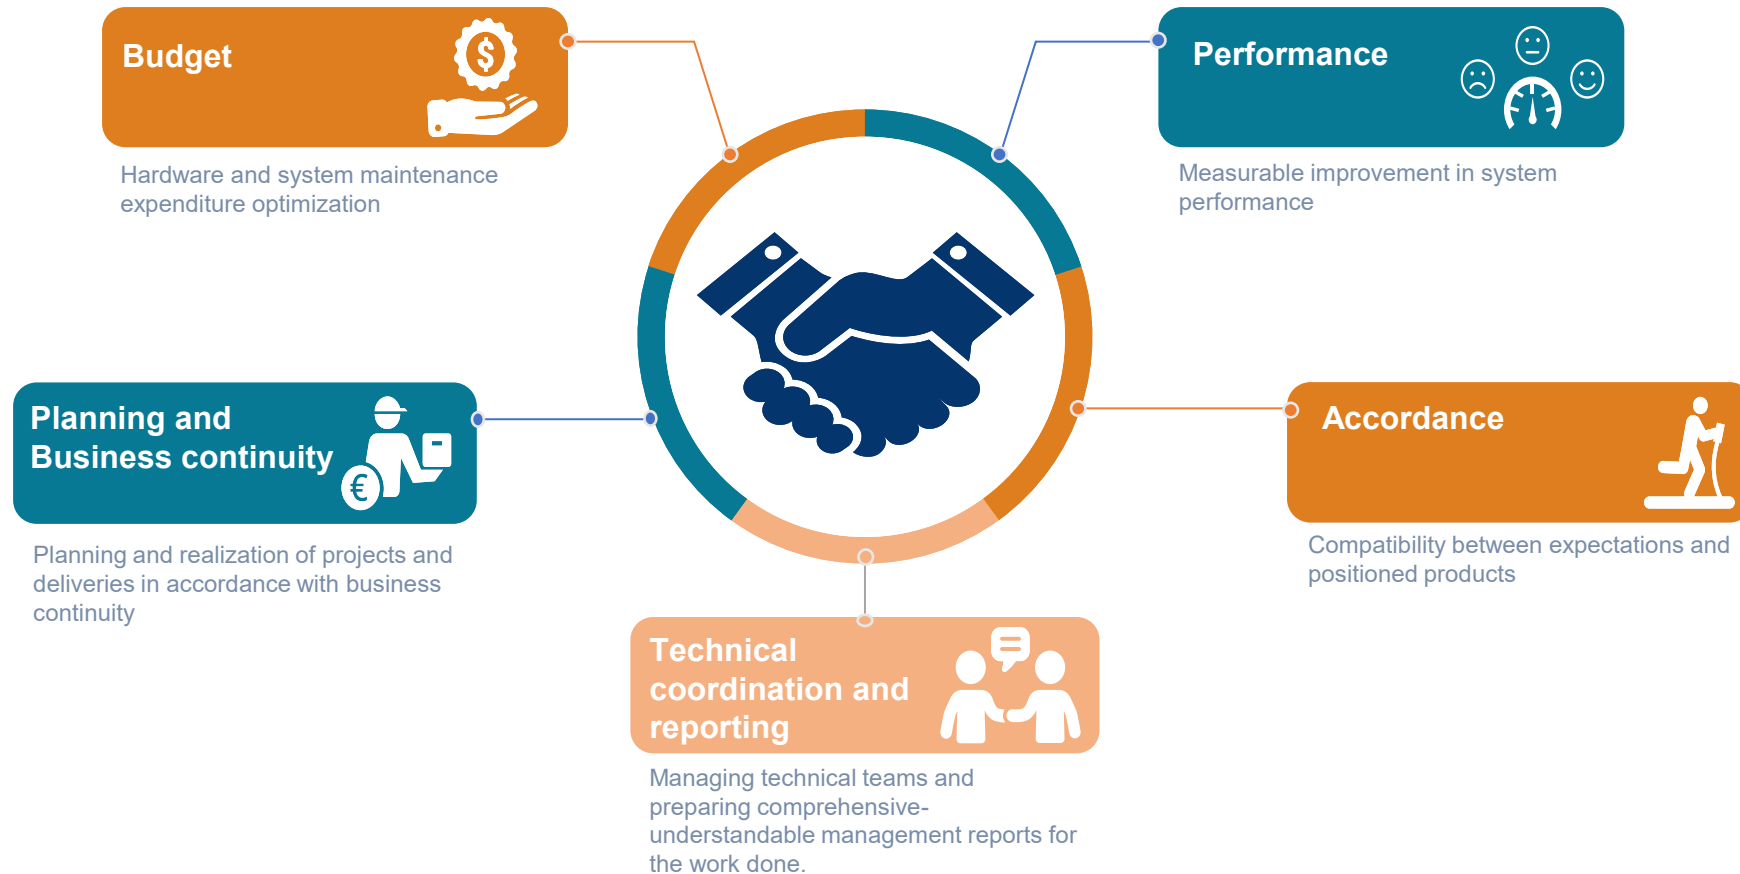 Budget
$
Hardware and system maintenance
expenditure optimization
Performance
Measurable improvement in system
performance
Planning and
Business continuity
€
Planning and realization of projects and
deliveries in accordance with business
continuity
Accordance
Compatibility between expectations and
positioned products
Technical
coordination and
reporting
Managing technical teams and
preparing comprehensive-
understandable management reports for
the work done.